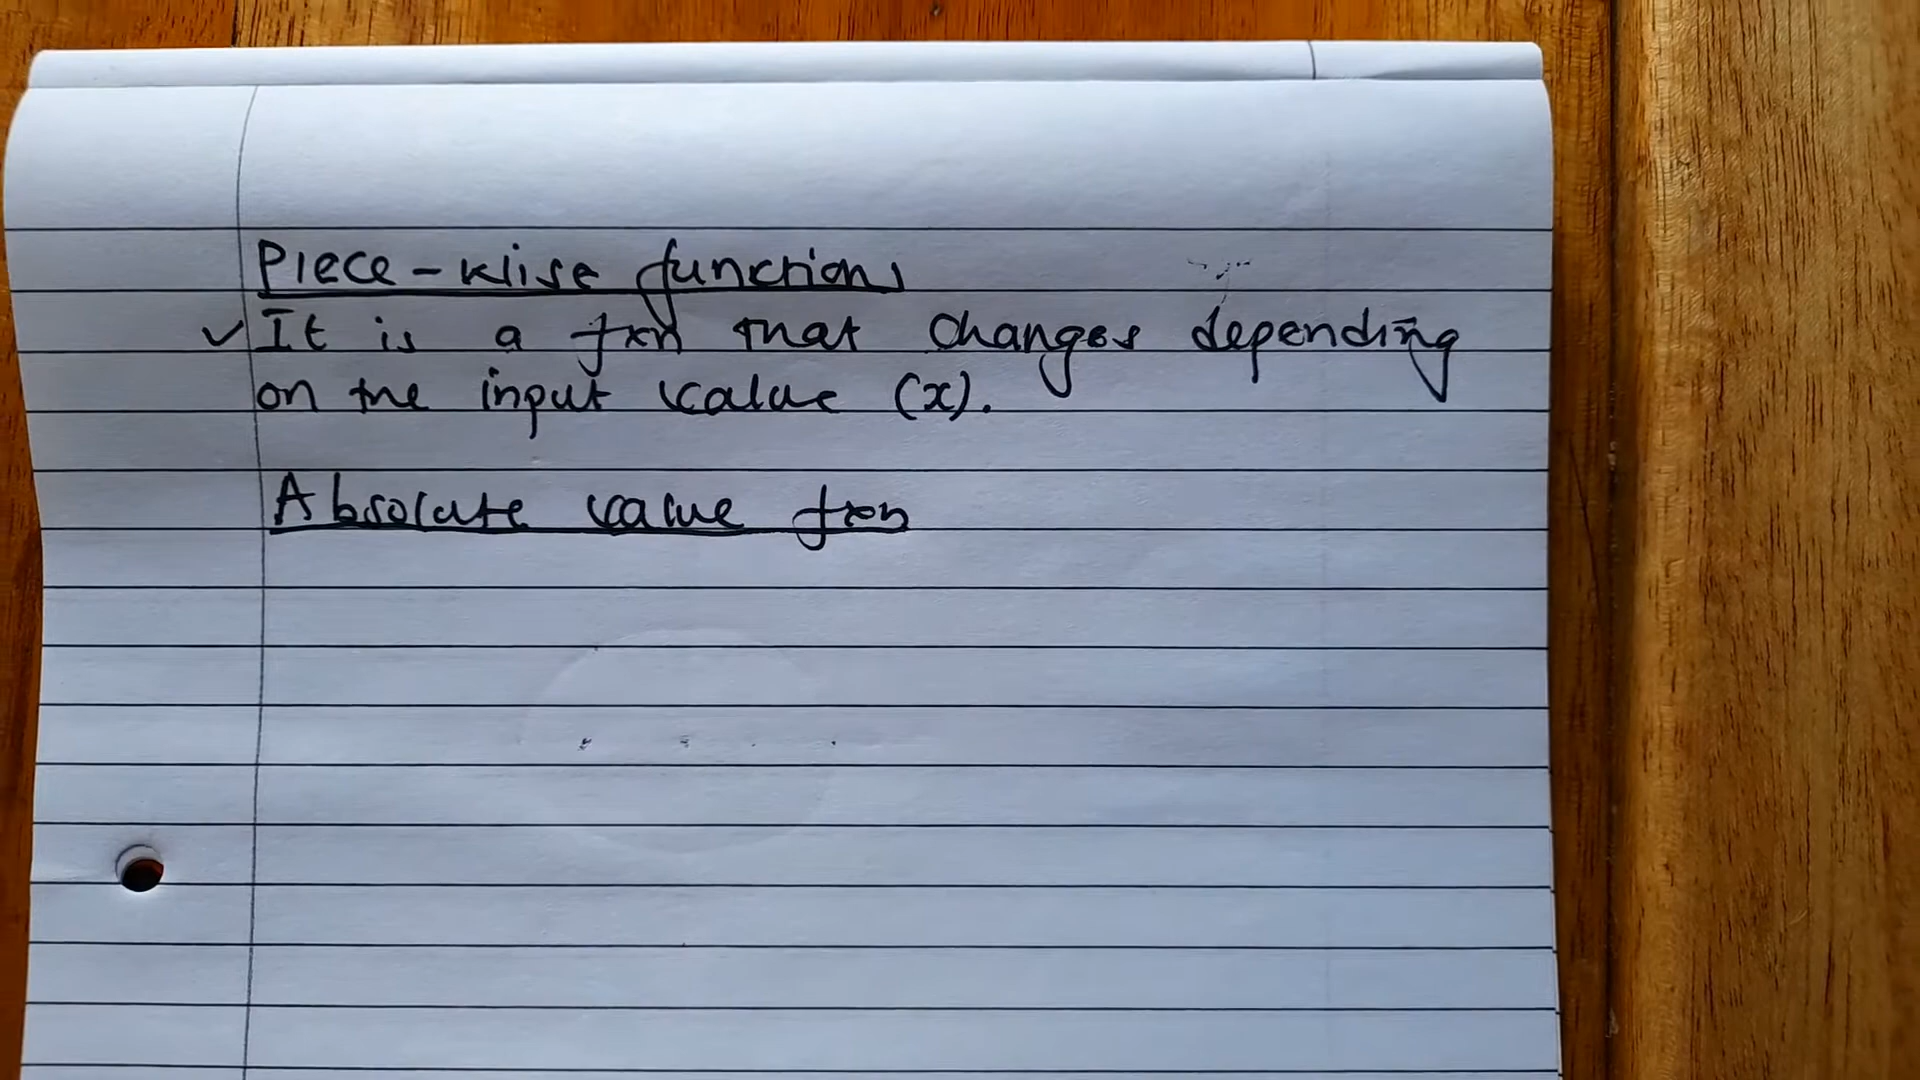 Piece-wise functions
✓ It is a fxn that changes depending
on the input value (x).
Absolute value fxn